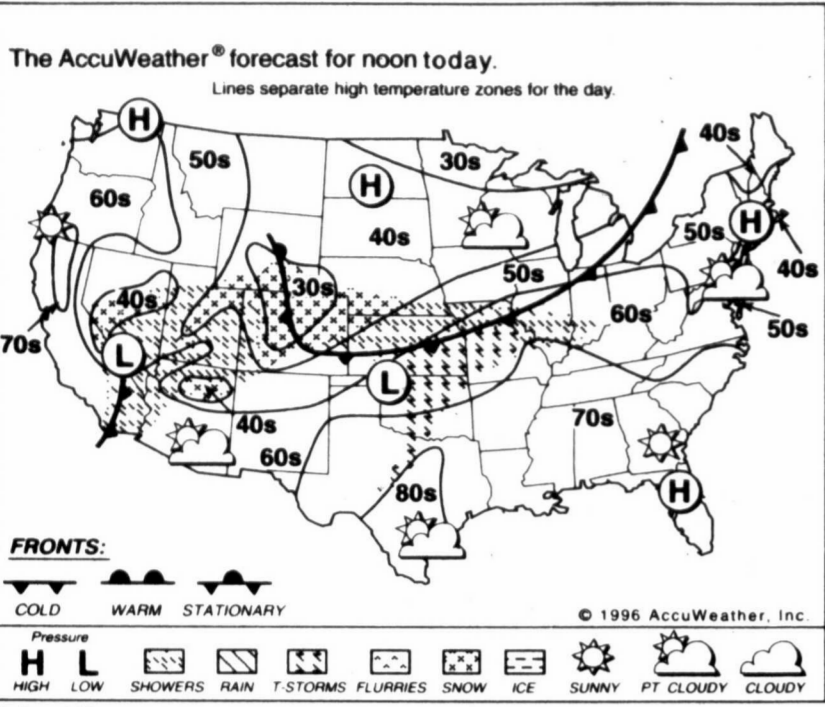 The AccuWeather® forecast for noon today.
Lines separate high temperature zones for the day.
H
40s
50s
30s
60s
H
H
40s
50s
40s
50s
30s
40s
60s
70s
50s
L
L
40s
70s
60s
80s
H
FRONTS:
COLD WARM STATIONARY
© 1996 AccuWeather, Inc.
Pressure
H L
HIGH LOW SHOWERS RAIN T-STORMS FLURRIES SNOW ICE SUNNY PT CLOUDY CLOUDY